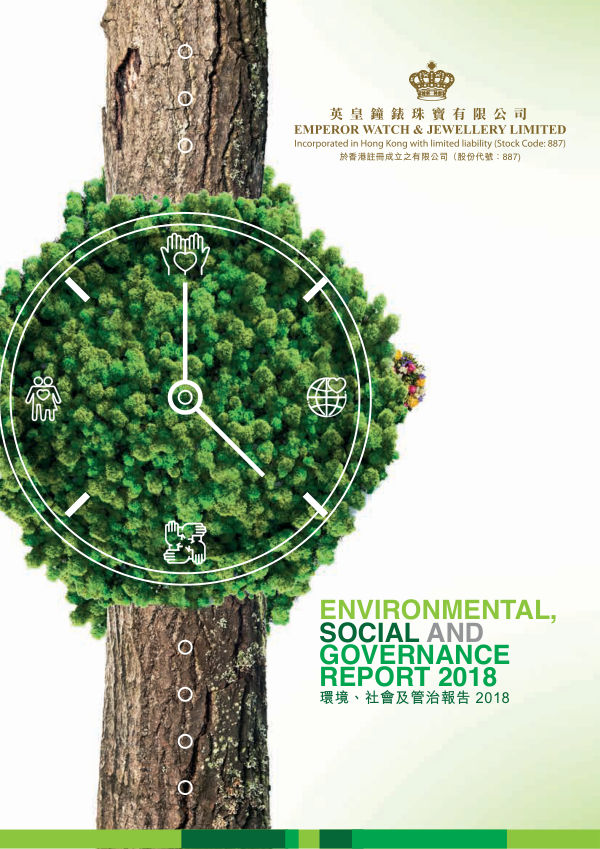 英皇鐘錶珠寶有限公司
EMPEROR WATCH & JEWELLERY LIMITED
Incorporated in Hong Kong with limited liability (Stock Code: 887)
於香港註冊成立之有限公司（股份代號：887）
ENVIRONMENTAL,
SOCIAL AND
GOVERNANCE
REPORT 2018
環境、社會及管治報告 2018